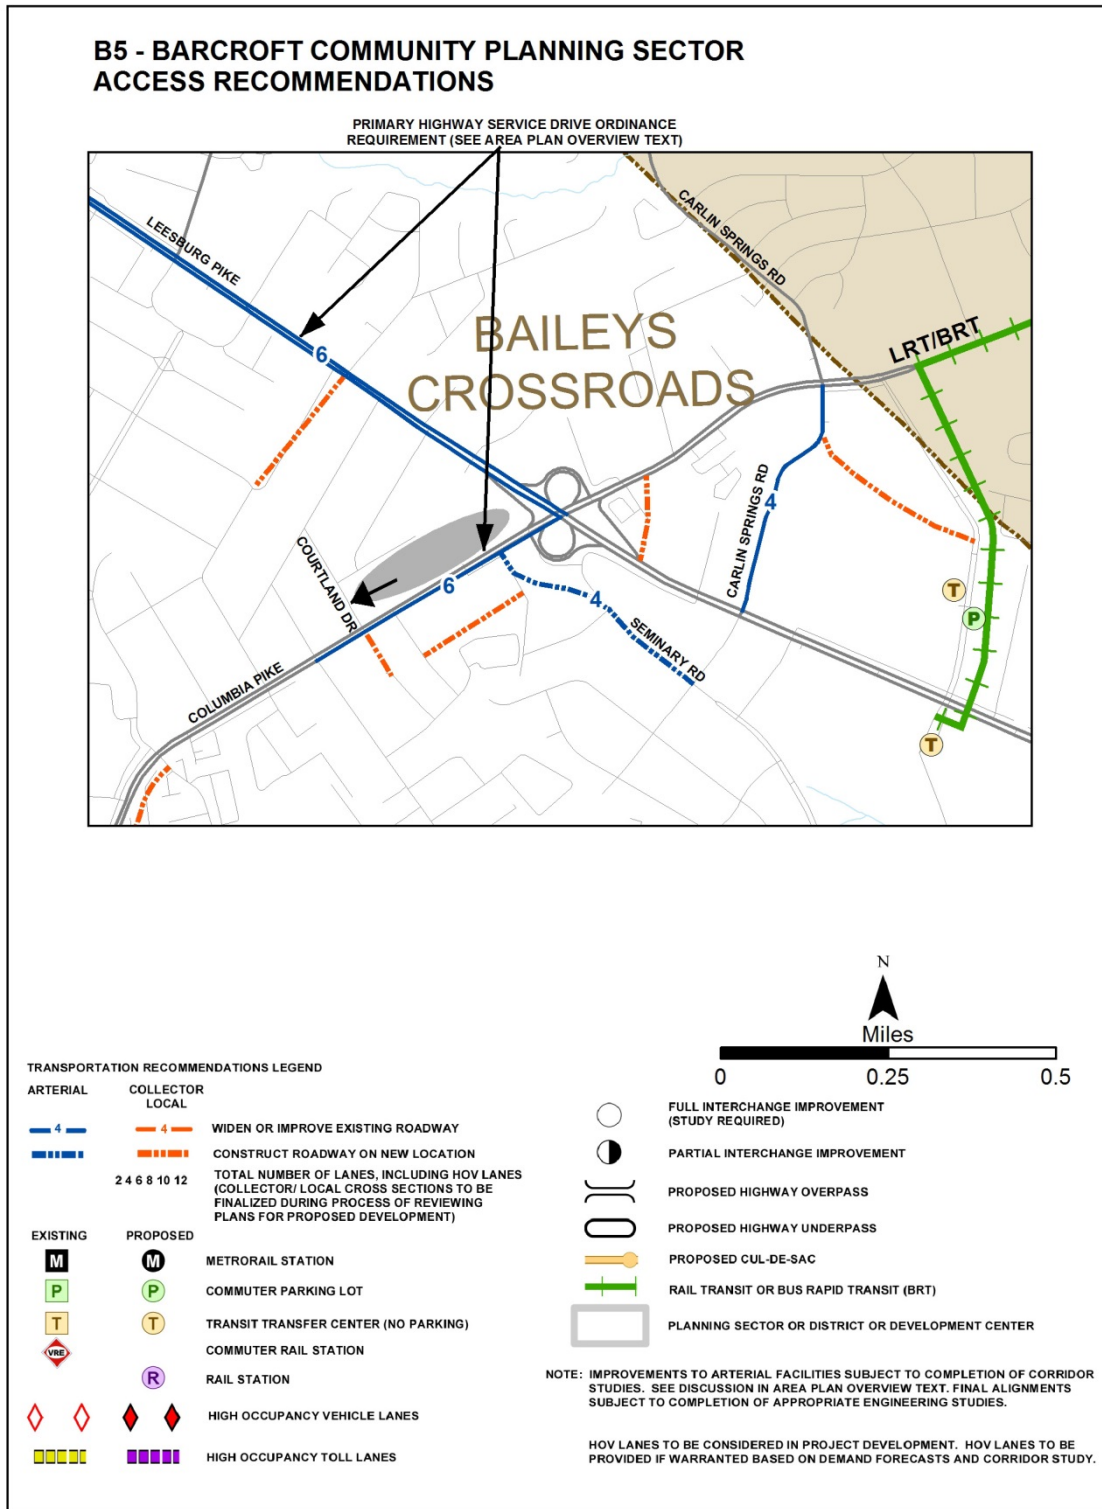 B5 - BARCROFT COMMUNITY PLANNING SECTOR
ACCESS RECOMMENDATIONS
PRIMARY HIGHWAY SERVICE DRIVE ORDINANCE
REQUIREMENT (SEE AREA PLAN OVERVIEW TEXT)
LEESBURG PIKE
CARLIN SPRINGS RD
BAILEYS
CROSSROADS
LRT/BRT
6
CARLIN SPRINGS RD
4
COURTLAND DR
6
4
SEMINARY RD
COLUMBIA PIKE
T
P
T
N
Miles
0 0.25 0.5
TRANSPORTATION RECOMMENDATIONS LEGEND
ARTERIAL COLLECTOR
LOCAL
4 4 WIDEN OR IMPROVE EXISTING ROADWAY
CONSTRUCT ROADWAY ON NEW LOCATION
2 4 6 8 10 12 TOTAL NUMBER OF LANES, INCLUDING HOV LANES
(COLLECTOR/ LOCAL CROSS SECTIONS TO BE
FINALIZED DURING PROCESS OF REVIEWING
PLANS FOR PROPOSED DEVELOPMENT)
EXISTING PROPOSED
M M METRORAIL STATION
P P COMMUTER PARKING LOT
T T TRANSIT TRANSFER CENTER (NO PARKING)
VRE COMMUTER RAIL STATION
R RAIL STATION
HIGH OCCUPANCY VEHICLE LANES
HIGH OCCUPANCY TOLL LANES
FULL INTERCHANGE IMPROVEMENT
(STUDY REQUIRED)
PARTIAL INTERCHANGE IMPROVEMENT
PROPOSED HIGHWAY OVERPASS
PROPOSED HIGHWAY UNDERPASS
PROPOSED CUL-DE-SAC
RAIL TRANSIT OR BUS RAPID TRANSIT (BRT)
PLANNING SECTOR OR DISTRICT OR DEVELOPMENT CENTER
NOTE: IMPROVEMENTS TO ARTERIAL FACILITIES SUBJECT TO COMPLETION OF CORRIDOR
STUDIES. SEE DISCUSSION IN AREA PLAN OVERVIEW TEXT. FINAL ALIGNMENTS
SUBJECT TO COMPLETION OF APPROPRIATE ENGINEERING STUDIES.
HOV LANES TO BE CONSIDERED IN PROJECT DEVELOPMENT. HOV LANES TO BE
PROVIDED IF WARRANTED BASED ON DEMAND FORECASTS AND CORRIDOR STUDY.